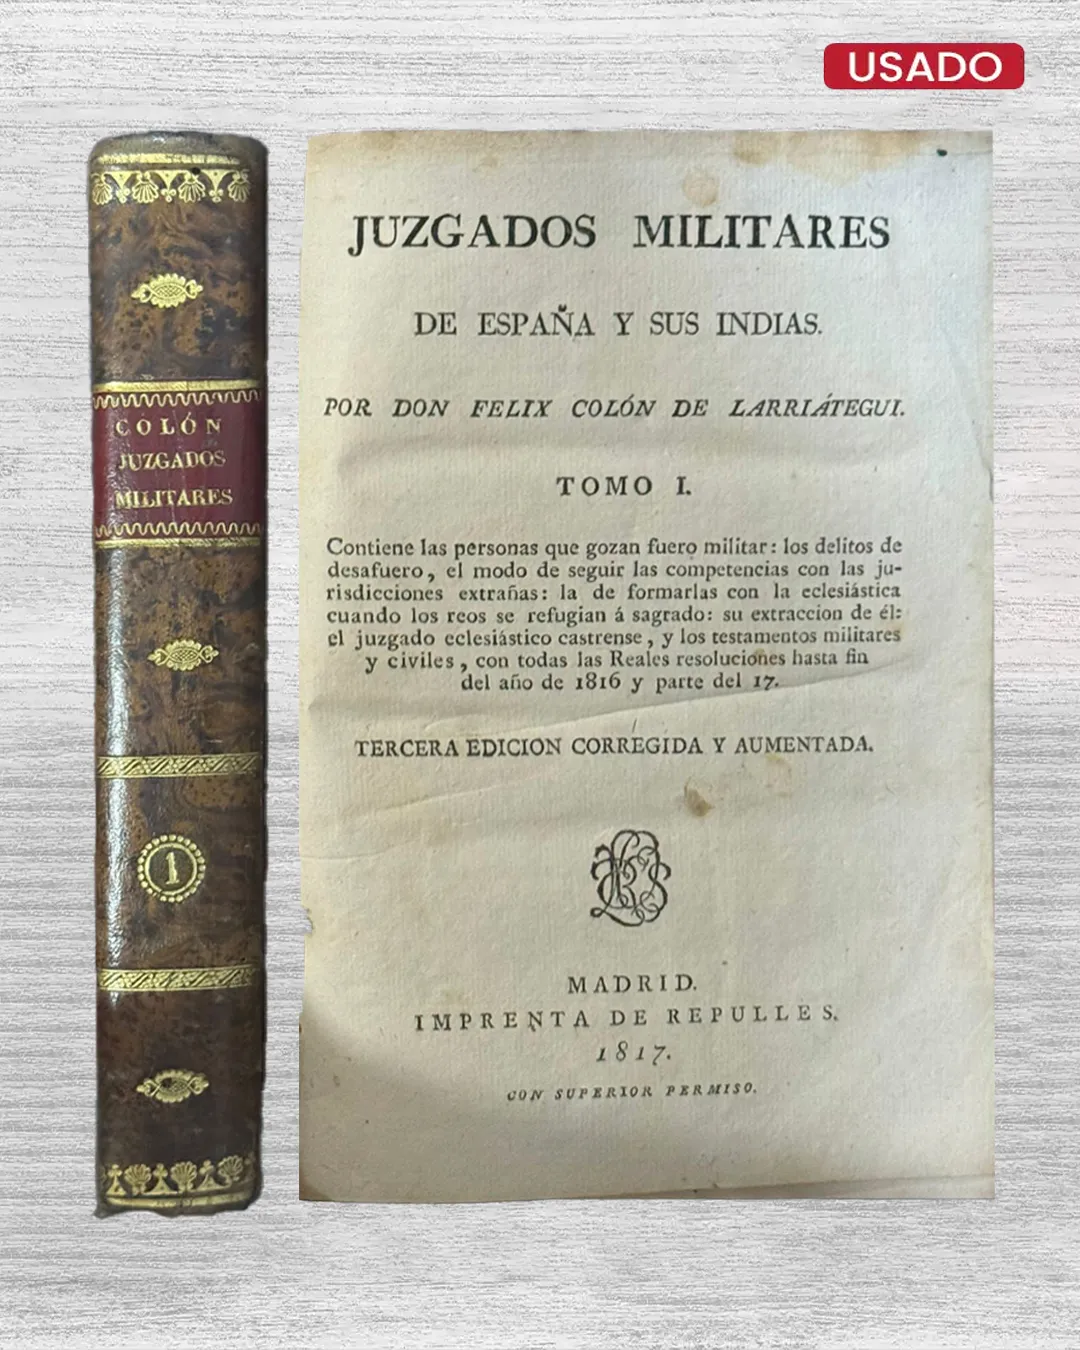 USADO
COLÓN
JUZGADOS
MILITARES
1
JUZGADOS MILITARES
DE ESPAÑA Y SUS INDIAS.
POR DON FELIX COLÓN DE LARRIÁTEGUI.
TOMO I.
Contiene las personas que gozan fuero militar: los delitos de
desafuero, el modo de seguir las competencias con las ju-
risdicciones extrañas: la de formarlas con la eclesiástica
cuando los reos se refugian á sagrado: su extraccion de él:
el juzgado eclesiástico castrense, y los testamentos militares
y civiles, con todas las Reales resoluciones hasta fin
del año de 1816 y parte del 17.
TERCERA EDICION CORREGIDA Y AUMENTADA.
MADRID.
IMPRENTA DE REPULLES.
1817.
CON SUPERIOR PERMISO.